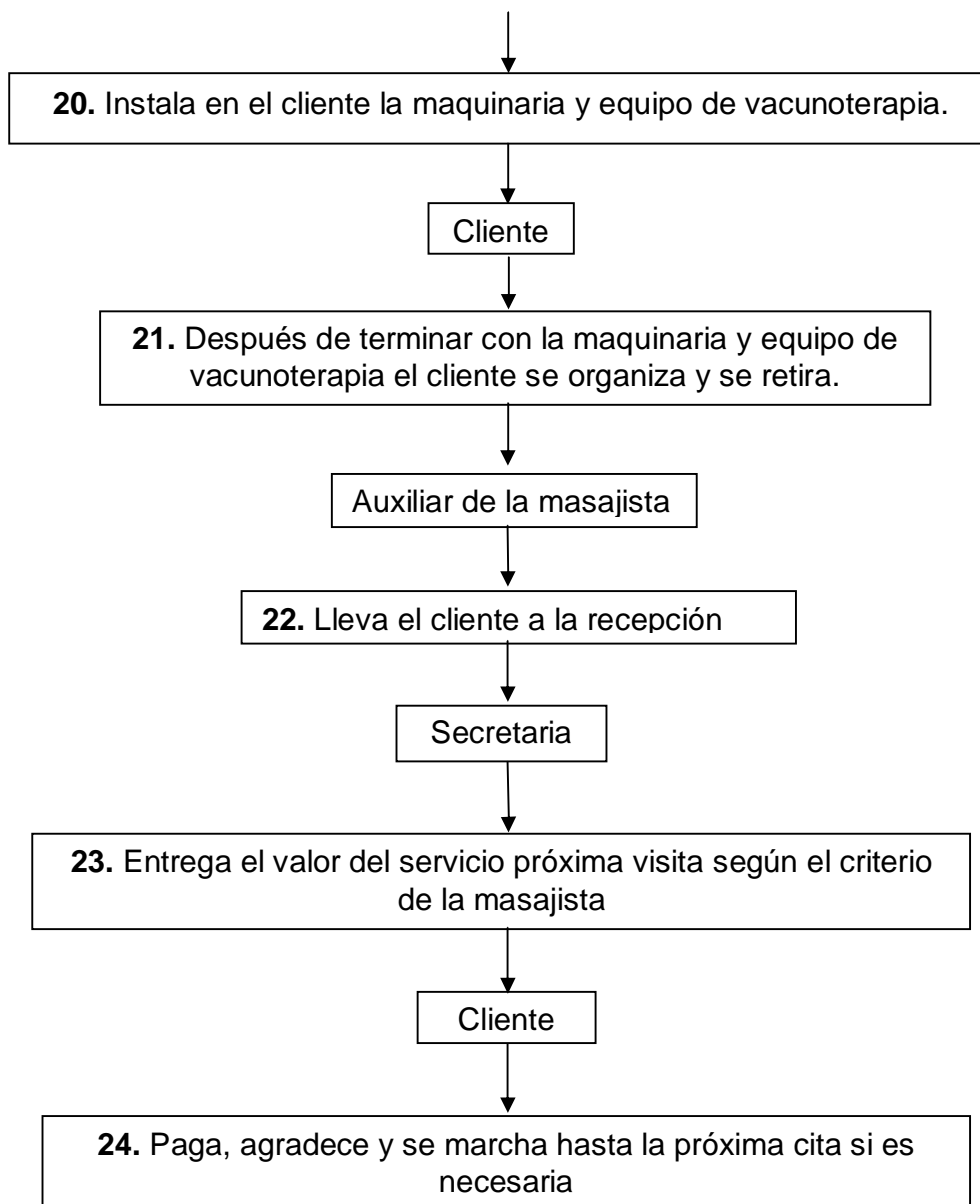 20. Instala en el cliente la maquinaria y equipo de vacunoterapia.
Cliente
21. Después de terminar con la maquinaria y equipo de
vacunoterapia el cliente se organiza y se retira.
Auxiliar de la masajista
22. Lleva el cliente a la recepción
Secretaria
23. Entrega el valor del servicio próxima visita según el criterio
de la masajista
Cliente
24. Paga, agradece y se marcha hasta la próxima cita si es
necesaria